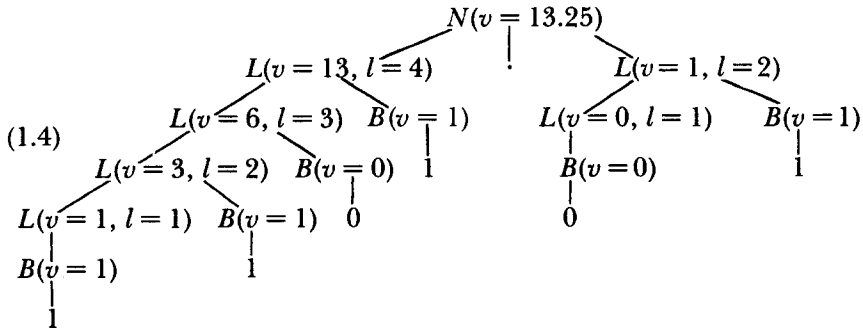 N(v = 13.25)
L(v = 13, l = 4) . L(v = 1, l = 2)
L(v = 6, l = 3) B(v = 1) L(v = 0, l = 1) B(v = 1)
(1.4)
L(v = 3, l = 2) B(v = 0) 1 B(v = 0) 1
L(v = 1, l = 1) B(v = 1) 0 0
B(v = 1) 1
1